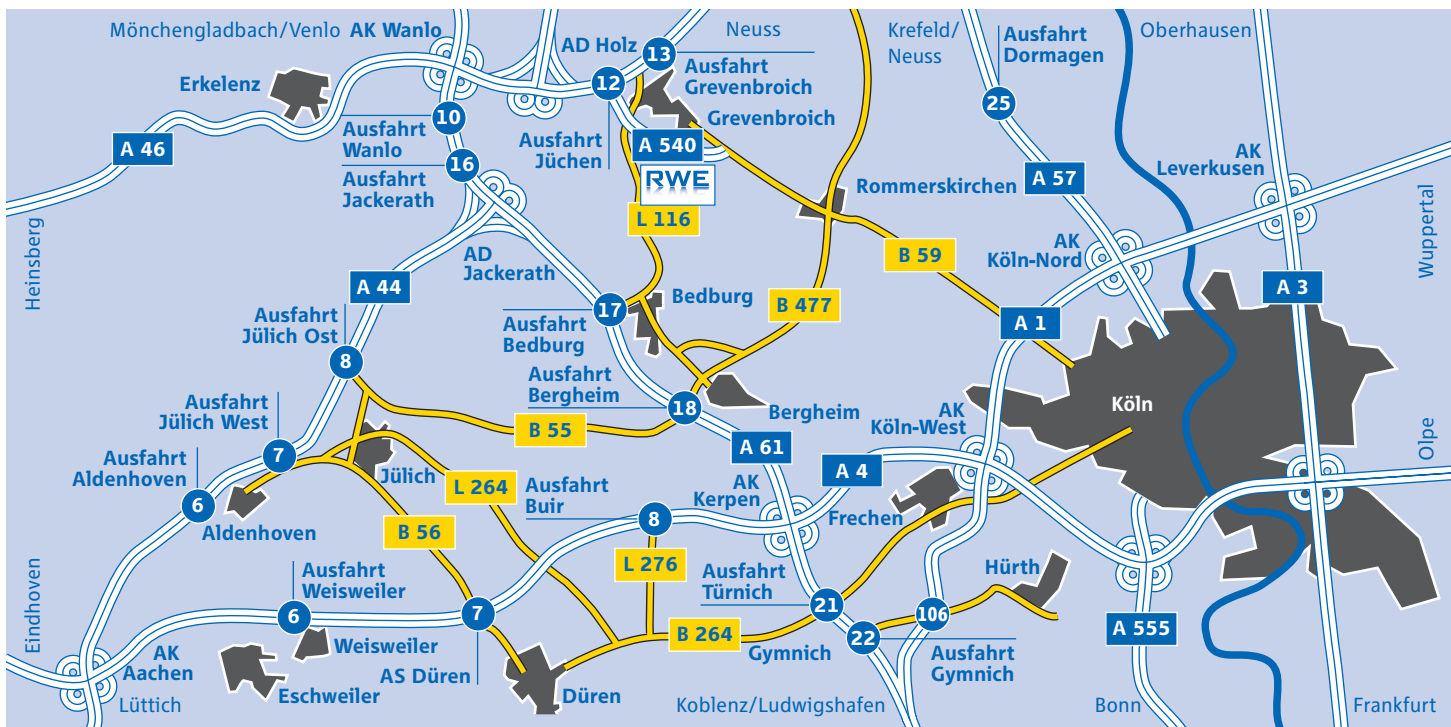 Mönchengladbach/Venlo AK Wanlo
AD Holz
13
Neuss
Krefeld/
Neuss
Ausfahrt
Dormagen
Oberhausen
Erkelenz
12
Ausfahrt
Grevenbroich
25
10
Ausfahrt
Wanlo
Ausfahrt
Jüchen
Grevenbroich
A 46
A 540
RWE
16
Ausfahrt
Jackerath
Rommerskirchen
A 57
AK
Leverkusen
Wuppertal
Heinsberg
L 116
AD
Jackerath
B 59
AK
Köln-Nord
A 44
A 3
Bedburg
B 477
17
Ausfahrt
Bedburg
A 1
Ausfahrt
Jülich Ost
8
Ausfahrt
Bergheim
18
Bergheim
Ausfahrt
Jülich West
7
B 55
A 61
AK
Köln-West
Köln
Olpe
Ausfahrt
Aldenhoven
6
Aldenhoven
Jülich
L 264
Ausfahrt
Buir
8
AK
Kerpen
A 4
Frechen
B 56
L 276
Hürth
Eindhoven
Ausfahrt
Weisweiler
6
Weisweiler
7
Ausfahrt
Türnich
21
106
22
A 555
B 264
Gymnich
Ausfahrt
Gymnich
AK
Aachen
Eschweiler
AS Düren
Düren
Lüttich
Koblenz/Ludwigshafen
Bonn
Frankfurt